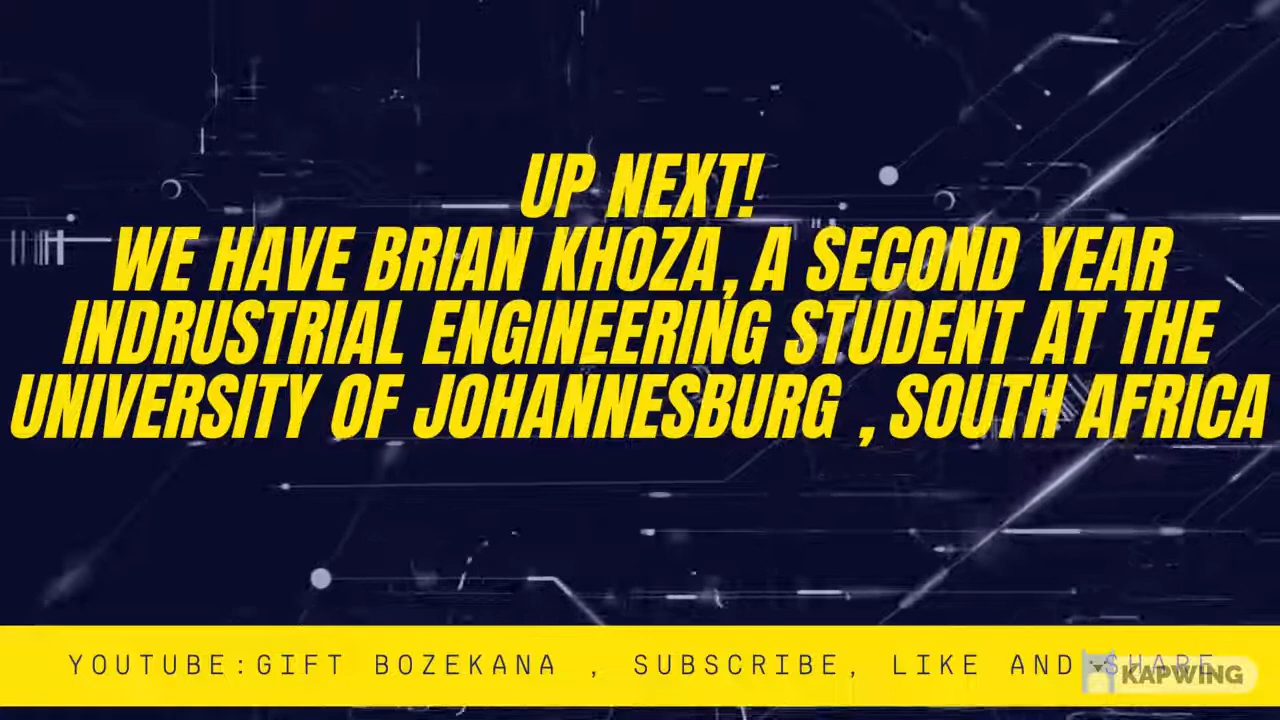 UP NEXT!
WE HAVE BRIAN KHOZA, A SECOND YEAR
INDRUSTRIAL ENGINEERING STUDENT AT THE
UNIVERSITY OF JOHANNESBURG , SOUTH AFRICA
YOUTUBE:GIFT BOZEKANA , SUBSCRIBE, LIKE AND SHARE
KAPWING